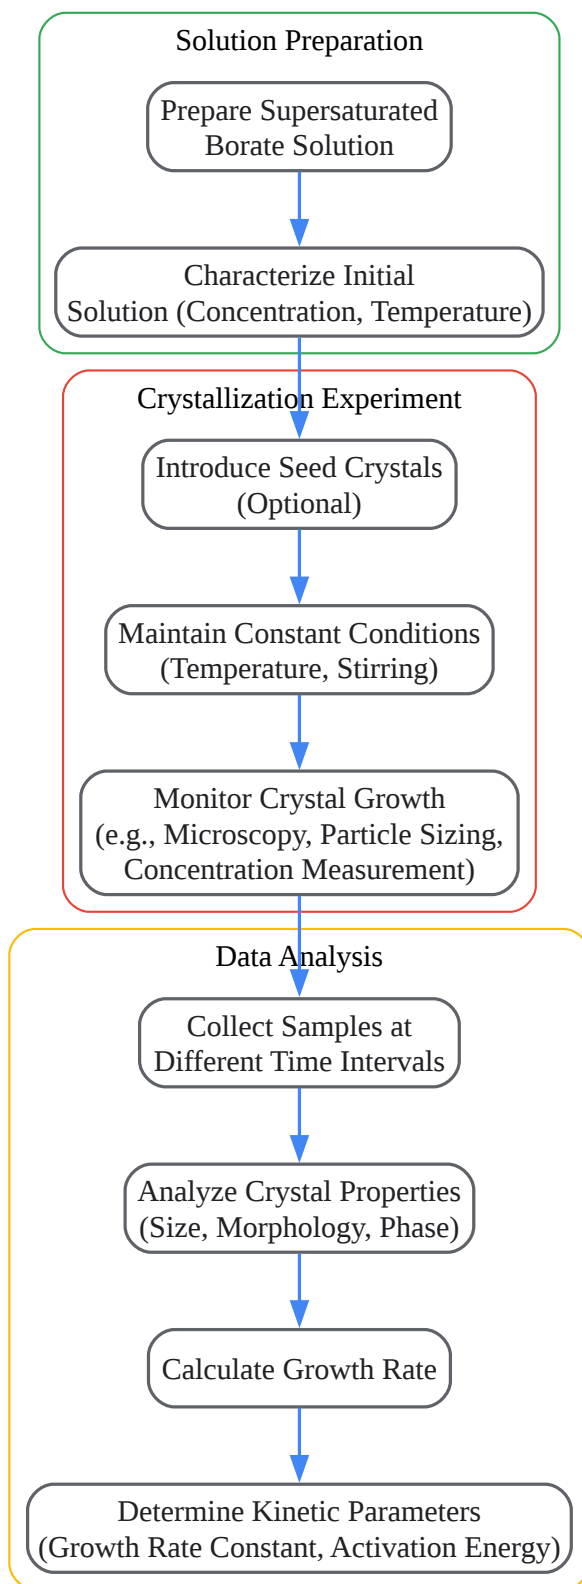 Solution Preparation
Prepare Supersaturated
Borate Solution
Characterize Initial
Solution (Concentration, Temperature)
Crystallization Experiment
Introduce Seed Crystals
(Optional)
Maintain Constant Conditions
(Temperature, Stirring)
Monitor Crystal Growth
(e.g., Microscopy, Particle Sizing,
Concentration Measurement)
Data Analysis
Collect Samples at
Different Time Intervals
Analyze Crystal Properties
(Size, Morphology, Phase)
Calculate Growth Rate
Determine Kinetic Parameters
(Growth Rate Constant, Activation Energy)